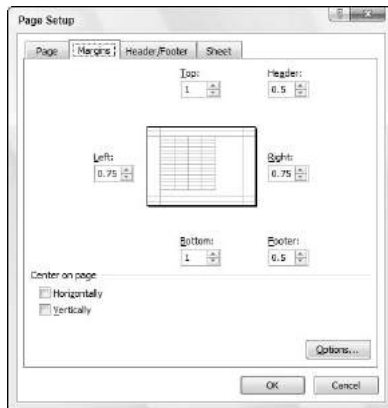 Page Setup
Page Margins Header/Footer Sheet
Top: Header:
1 0.5
Left: Right:
0.75 0.75
Bottom: Footer:
1 0.5
Center on page
Horizontally
Vertically
Options...
OK Cancel